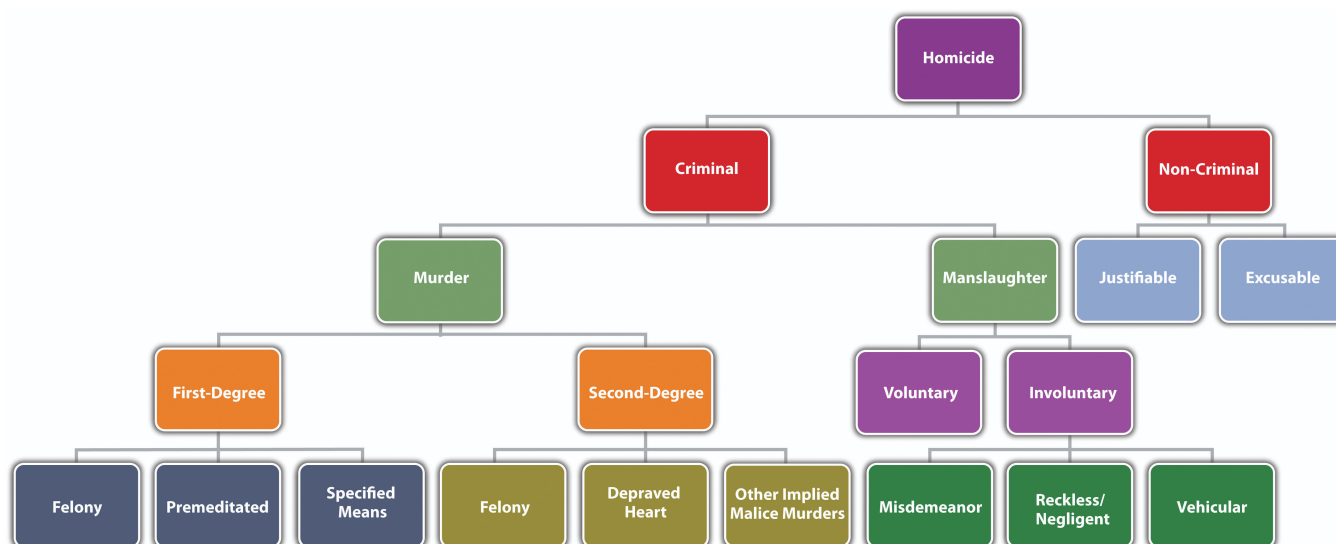 Homicide
Criminal
Non-Criminal
Murder
Manslaughter
Justifiable
Excusable
First-Degree
Second-Degree
Voluntary
Involuntary
Felony
Premeditated
Specified
Means
Felony
Depraved
Heart
Other Implied
Malice Murders
Misdemeanor
Reckless/
Negligent
Vehicular